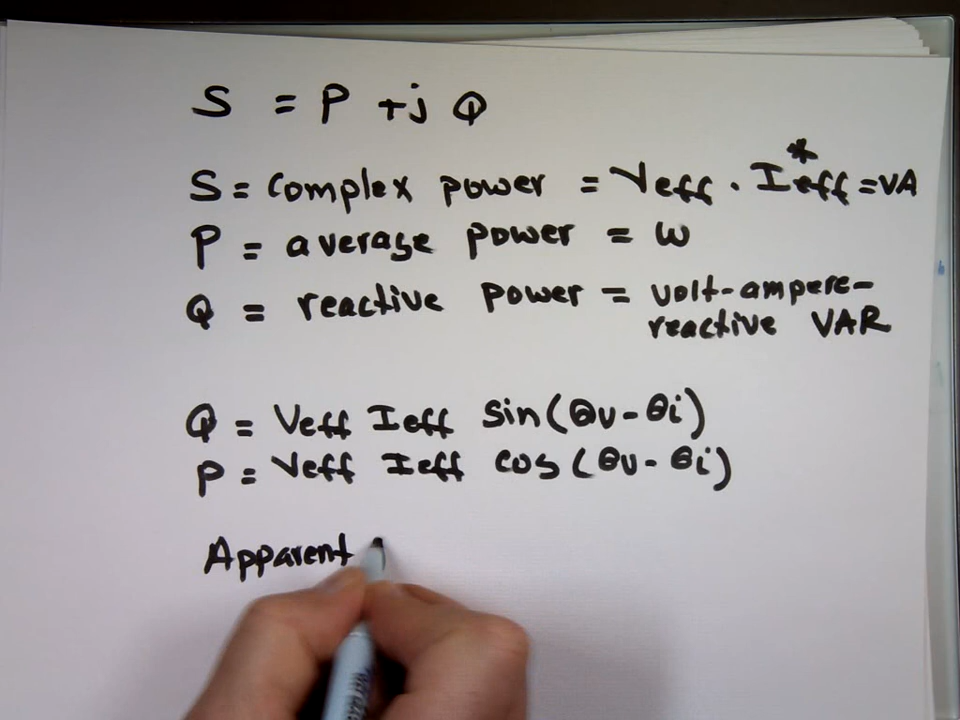 S = P + j Q
S = complex power = Veff . I*eff = VA
P = average power = W
Q = reactive power = volt-ampere-
reactive VAR
Q = Veff Ieff sin(θv - θi)
P = Veff Ieff cos(θv - θi)
Apparent